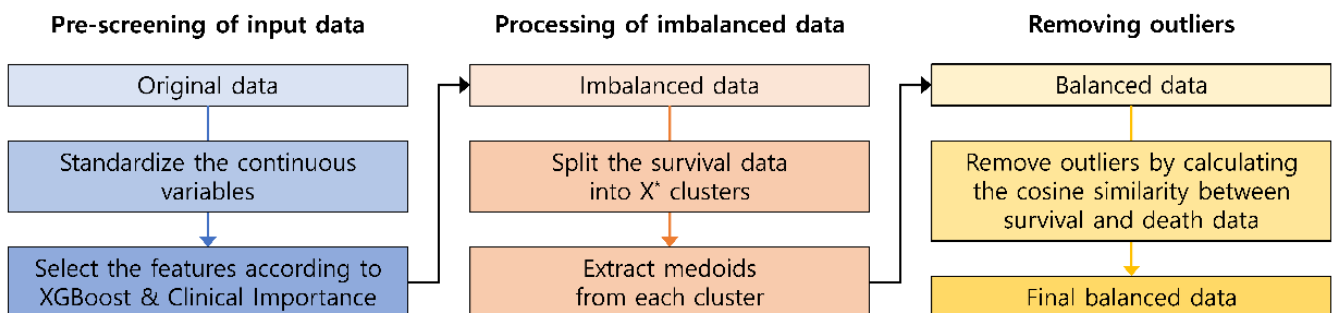 Pre-screening of input data
Original data
Standardize the continuous
variables
Select the features according to
XGBoost & Clinical Importance
Processing of imbalanced data
Imbalanced data
Split the survival data
into X* clusters
Extract medoids
from each cluster
Removing outliers
Balanced data
Remove outliers by calculating
the cosine similarity between
survival and death data
Final balanced data